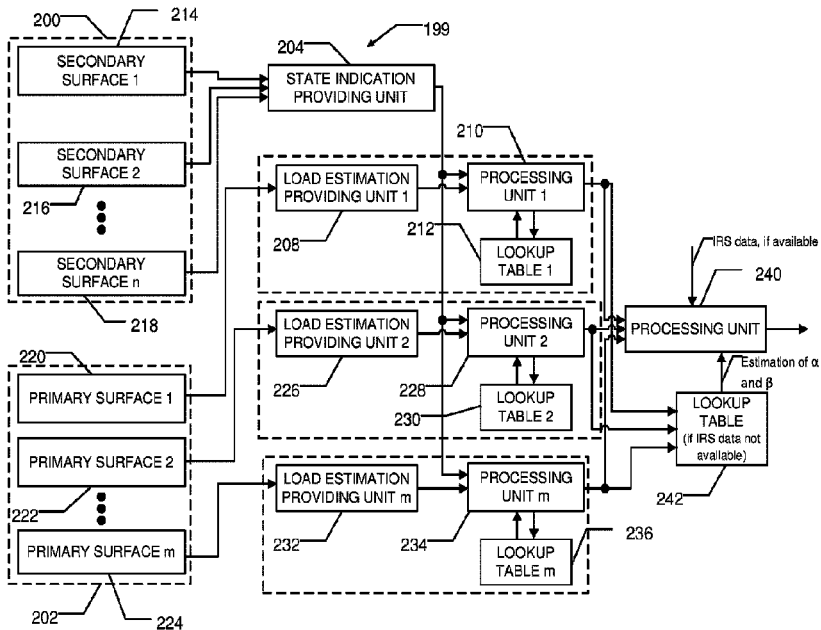 200
214
199
204
SECONDARY
SURFACE 1
STATE INDICATION
PROVIDING UNIT
SECONDARY
SURFACE 2
216
210
LOAD ESTIMATION
PROVIDING UNIT 1
PROCESSING
UNIT 1
208
212
LOOKUP
TABLE 1
SECONDARY
SURFACE n
218
IRS data, if available
240
PROCESSING UNIT
LOAD ESTIMATION
PROVIDING UNIT 2
PROCESSING
UNIT 2
226
228
230
LOOKUP
TABLE 2
Estimation of α
and β
220
PRIMARY SURFACE 1
LOOKUP
TABLE
(if IRS data not
available)
242
PRIMARY SURFACE 2
222
LOAD ESTIMATION
PROVIDING UNIT m
PROCESSING
UNIT m
232
234
236
LOOKUP
TABLE m
PRIMARY SURFACE m
202
224